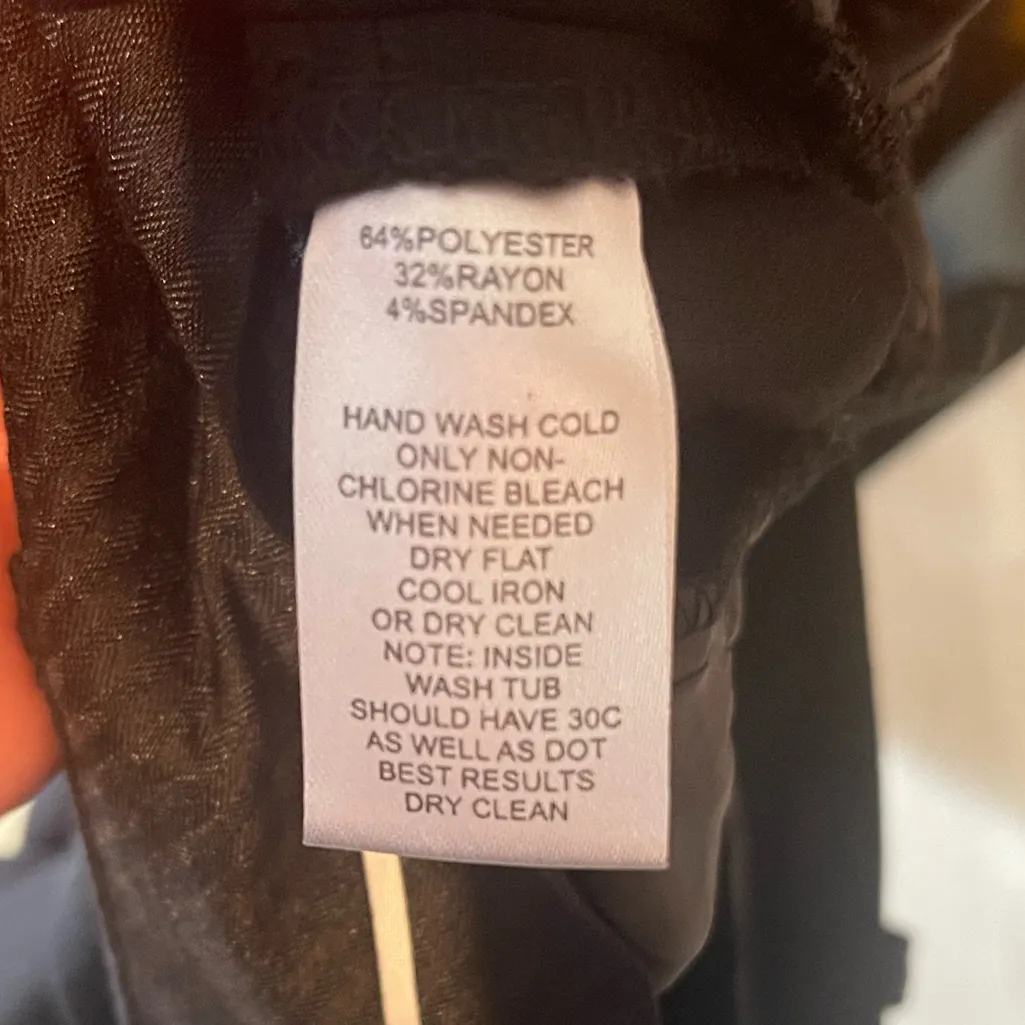 64%POLYESTER
32%RAYON
4%SPANDEX
HAND WASH COLD
ONLY NON-
CHLORINE BLEACH
WHEN NEEDED
DRY FLAT
COOL IRON
OR DRY CLEAN
NOTE: INSIDE
WASH TUB
SHOULD HAVE 30C
AS WELL AS DOT
BEST RESULTS
DRY CLEAN